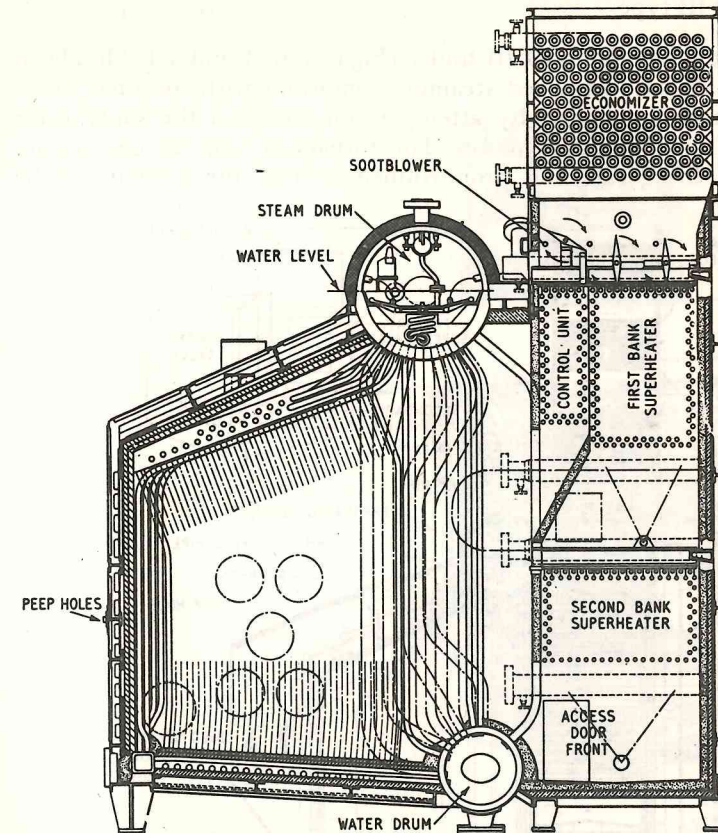 ECONOMIZER
SOOTBLOWER
STEAM DRUM
WATER LEVEL
CONTROL UNIT
FIRST BANK
SUPERHEATER
PEEP HOLES
SECOND BANK
SUPERHEATER
ACCESS
DOOR
FRONT
WATER DRUM